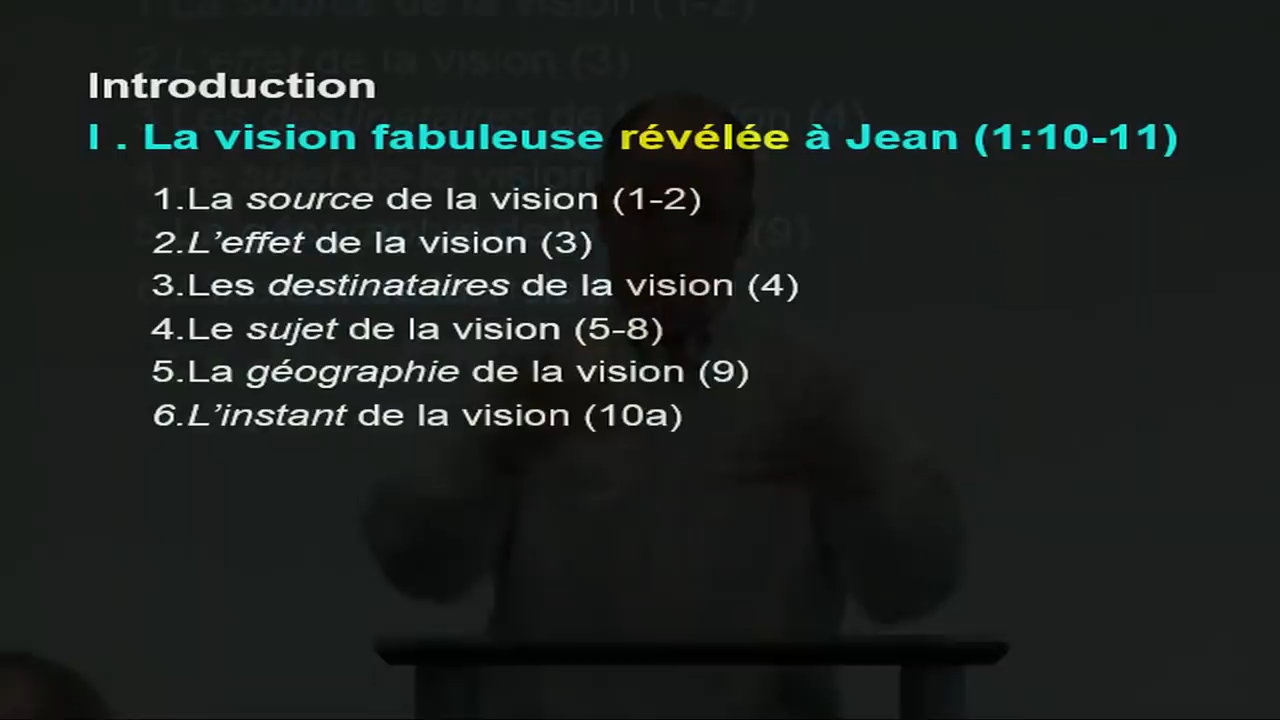 Introduction
I . La vision fabuleuse révélée à Jean (1:10-11)
1.La source de la vision (1-2)
2.L'effet de la vision (3)
3.Les destinataires de la vision (4)
4.Le sujet de la vision (5-8)
5.La géographie de la vision (9)
6.L'instant de la vision (10a)